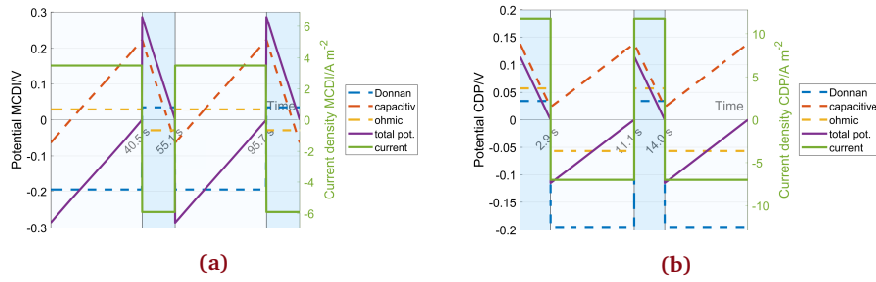 0.3
0.2
0.1
0
-0.1
-0.2
-0.3
Potential MCDI/V
6
4
2
0
-2
-4
-6
Current density MCDI/A m-2
Time
40.5 s
55.1 s
95.7 s
Donnan
capacitiv
ohmic
total pot.
current
(a)
0.2
0.15
0.1
0.05
0
-0.05
-0.1
-0.15
-0.2
Potential CDP/V
10
5
0
-5
-10
Current density CDP/A m-2
Time
2.9 s
11.1 s
14.0 s
Donnan
capacitive
ohmic
total pot.
current
(b)